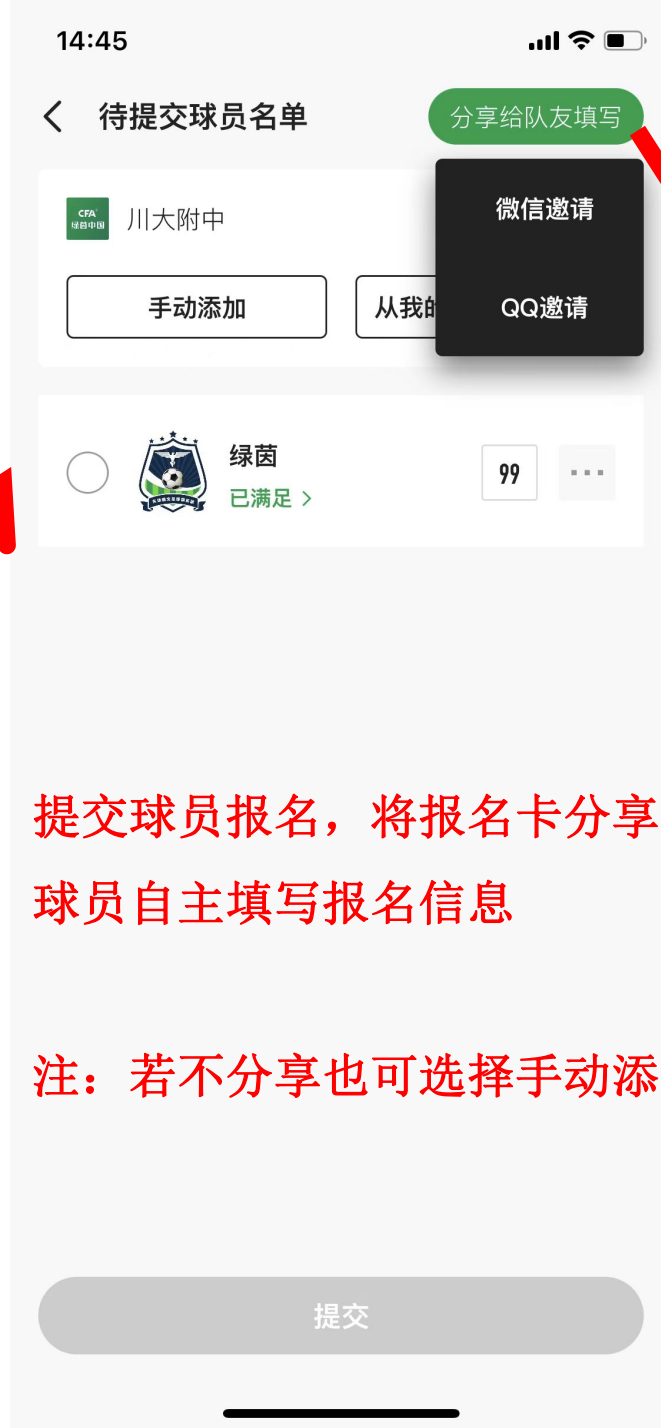 14:45
待提交球员名单
分享给队友填写
CFA
绿茵中国
川大附中
微信邀请
手动添加
从我的
QQ邀请
绿茵
已满足 >
99
提交球员报名，将报名卡分享
球员自主填写报名信息
注：若不分享也可选择手动添
提交